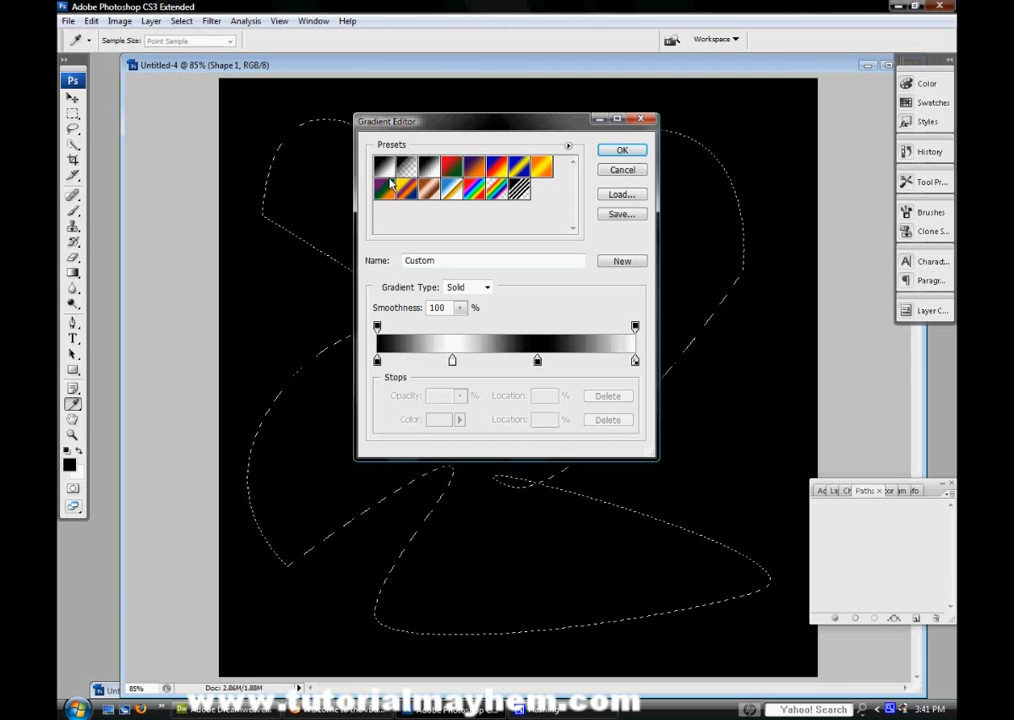 Adobe Photoshop CS3 Extended
File Edit Image Layer Select Filter Analysis View Window Help
Sample Size: Point Sample
Workspace
Ps
Untitled-4 @ 85% (Shape 1, RGB/8)
Color
Swatches
Styles
History
Tool Pr...
Brushes
Clone S...
Charact...
Paragr...
Layer C...
Gradient Editor
Presets
OK
Cancel
Load...
Save...
Name: Custom
New
Gradient Type: Solid
Smoothness: 100 %
Stops
Opacity: % Location: % Delete
Color: Location: % Delete
Paths
85% Doc: 2.86M/1.88M
www.tutorialmayhem.com
Yahoo! Search
3:41 PM